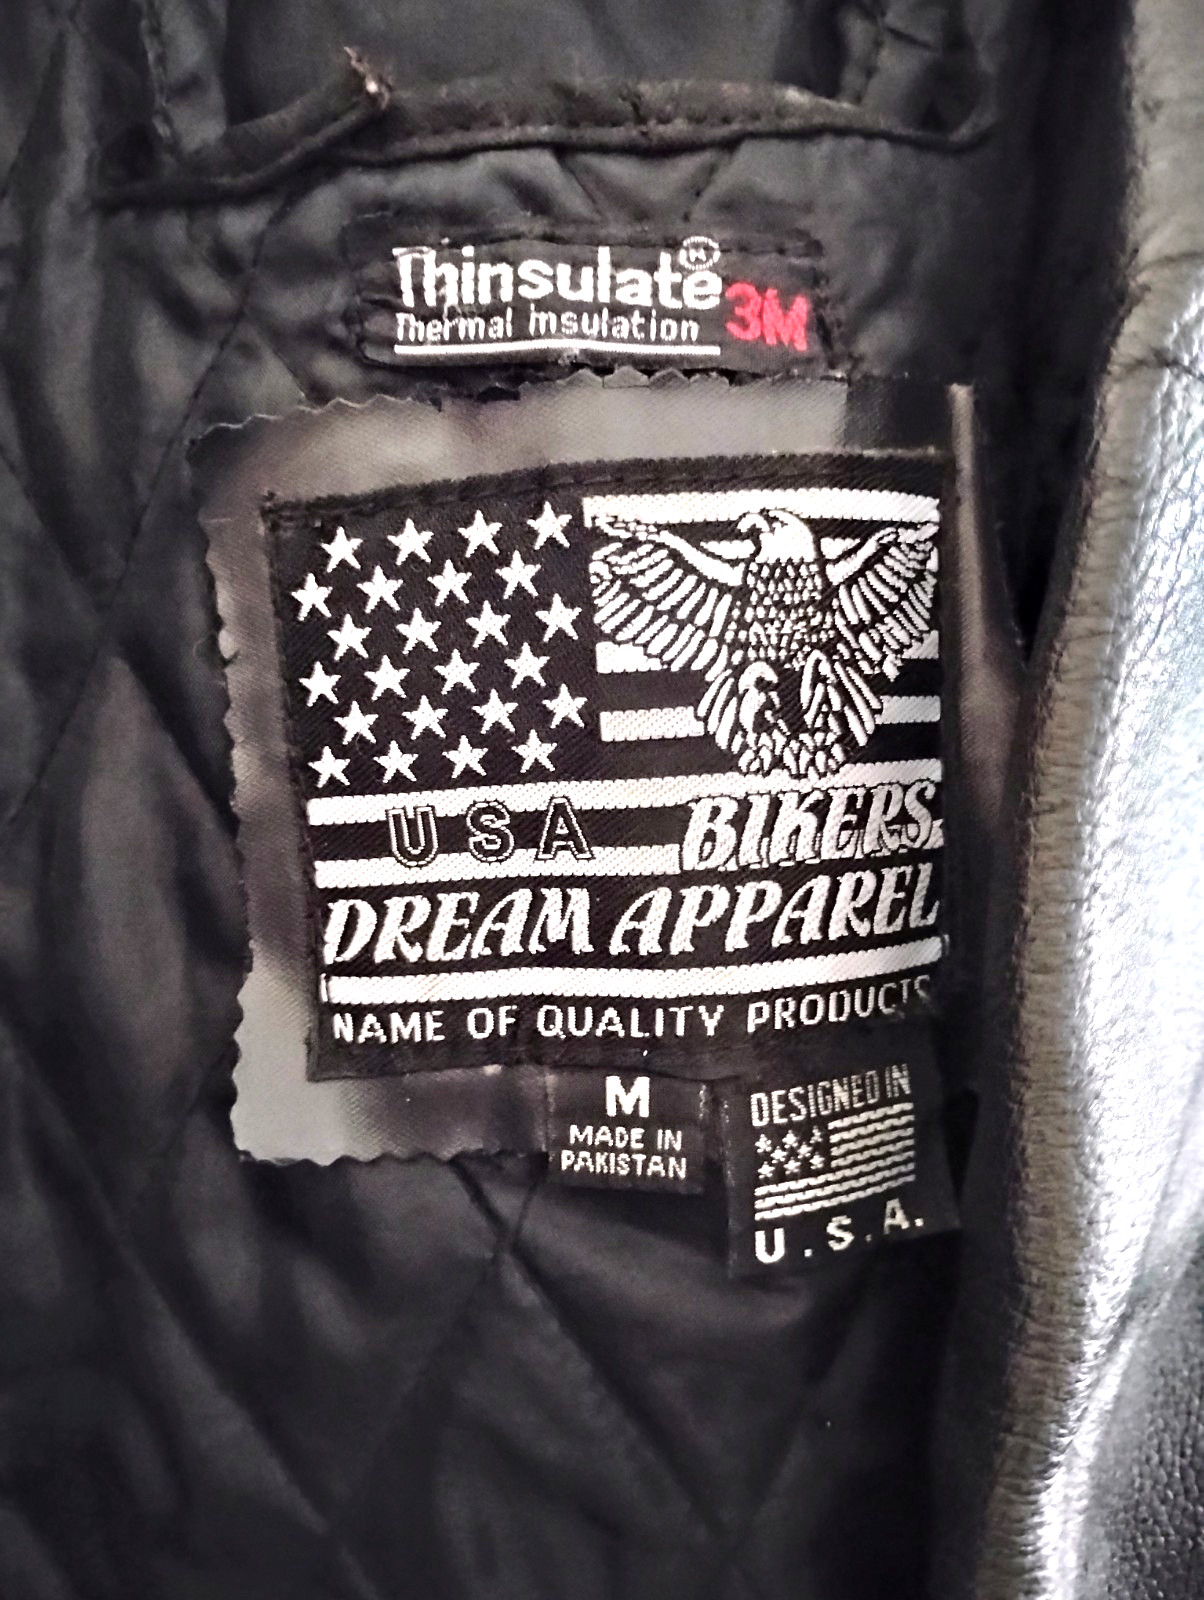 Thinsulate®
3M
Thermal Insulation
USA BIKERS
DREAM APPAREL
NAME OF QUALITY PRODUCTS
M
MADE IN
PAKISTAN
DESIGNED IN
U.S.A.